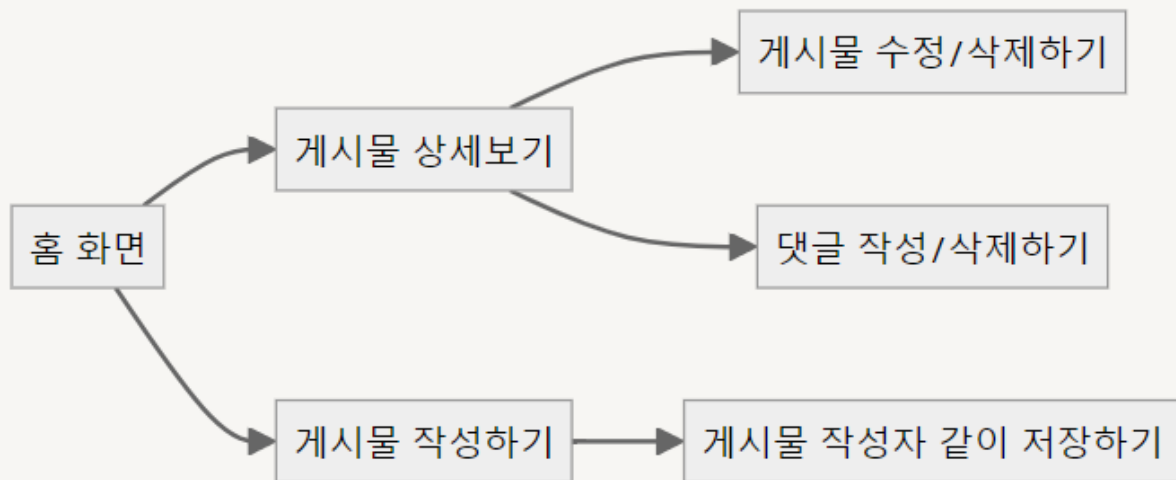 게시물 수정/삭제하기
게시물 상세보기
홈 화면
댓글 작성/삭제하기
게시물 작성하기
게시물 작성자 같이 저장하기